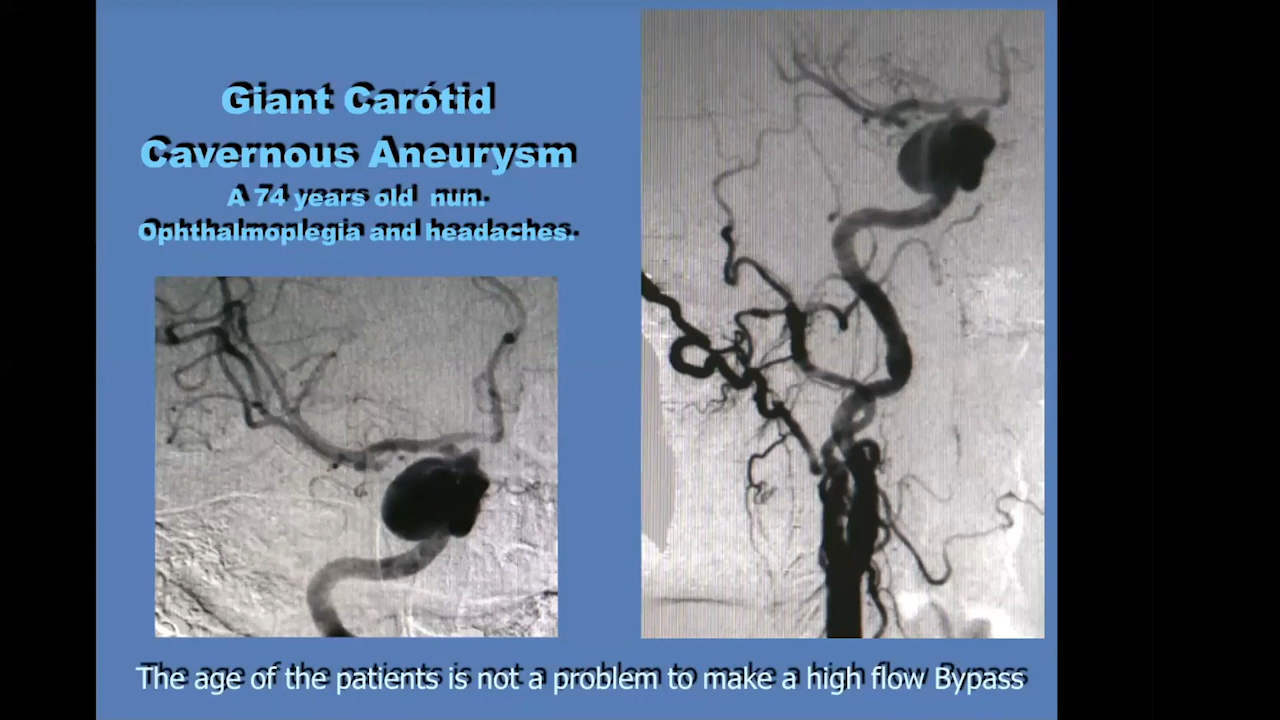 Giant Carótid
Cavernous Aneurysm
A 74 years old nun.
Ophthalmoplegia and headaches.
The age of the patients is not a problem to make a high flow Bypass